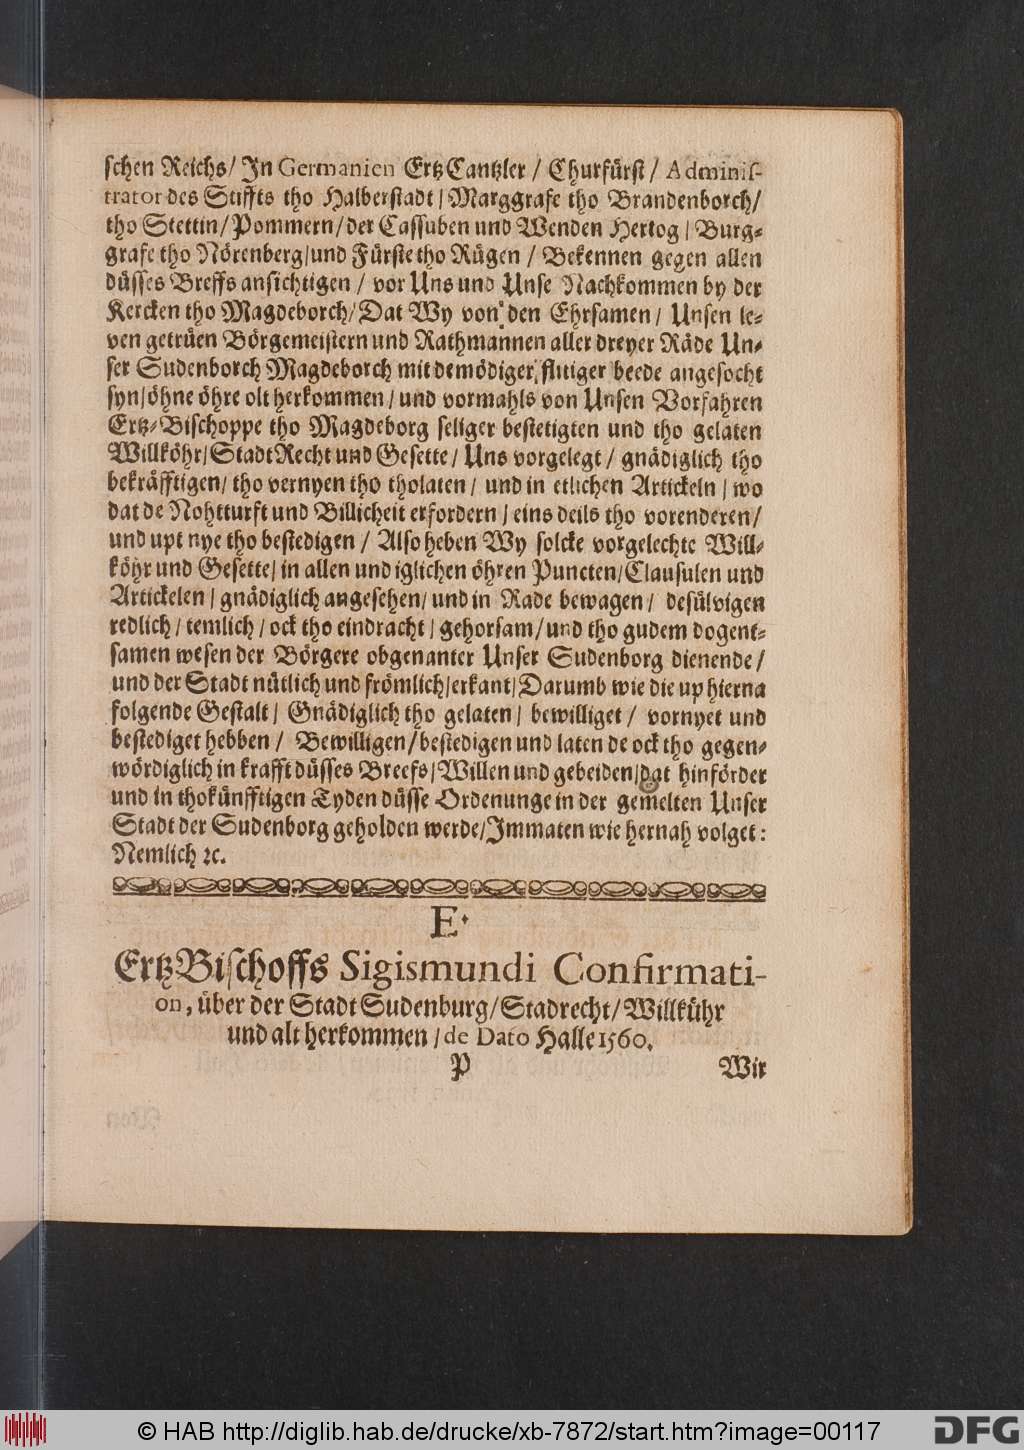 schen Reichs/ In Germanien ErtzCantzler / Churfürst / Adminis-
trator des Stiffts tho Halberstadt / Marggrafe tho Brandenborch/
tho Stettin/ Pommern/ der Cassuben und Wenden Hertog / Burg-
grafe tho Nörenberg/ und Fürste tho Rügen / Bekennen gegen allen
düsses Breffs ansichtigen / vor Uns und Unse Nachkommen by der
Kercken tho Magdeborch/ Dat Wy von den Ehrsamen/ Unsen le-
ven getrüen Börgemeistern und Rathmannen aller dreyer Räde Un-
ser Sudenborch Magdeborch mit demödiger, flitiger beede angesocht
syn/ öhne öhre olt herkommen / und vormahls von Unsen Vorfahren
Ertz-Bischoppe tho Magdeborg seliger bestetigten und tho gelaten
Willköhr/ StadtRecht und Gesette/ Uns vorgelegt / gnädiglich tho
bekräfftigen/ tho vernyen tho tholaten / und in etlichen Artickeln / wo
dat de Nohtturft und Billicheit erfordern / eins deils tho vorenderen/
und upt nye tho bestedigen / Also heben Wy solcke vorgelechte Will-
köhr und Gesette/ in allen und iglichen öhren Puncten/ Clausulen und
Artickelen / gnädiglich angesehen/ und in Rade bewagen / desülvigen
redlich / temlich / ock tho eindracht / gehorsam/ und tho gudem dogent-
samen wesen der Börgere obgenanter Unser Sudenborg dienende/
und der Stadt nütlich und frömlich/ erkant/ Darumb wie die up hierna
folgende Gestalt / Gnädiglich tho gelaten / bewilliget / vornyet und
bestediget hebben / Bewilligen/ bestedigen und laten de ock tho gegen-
wördiglich in krafft düsses Breefs/ Willen und gebeiden/ dat hinförder
und in thokünfftigen Tyden düsse Ordenunge in der gemelten Unser
Stadt der Sudenborg geholden werde/ Immaten wie hernah volget:
Nemlich ꝛc.
E.
ErtzBischoffs Sigismundi Confirmati-
on, über der Stadt Sudenburg/ Stadrecht/ Willkühr
und alt herkommen / de Dato Halle 1560.
P Wir
© HAB http://diglib.hab.de/drucke/xb-7872/start.htm?image=00117
DFG